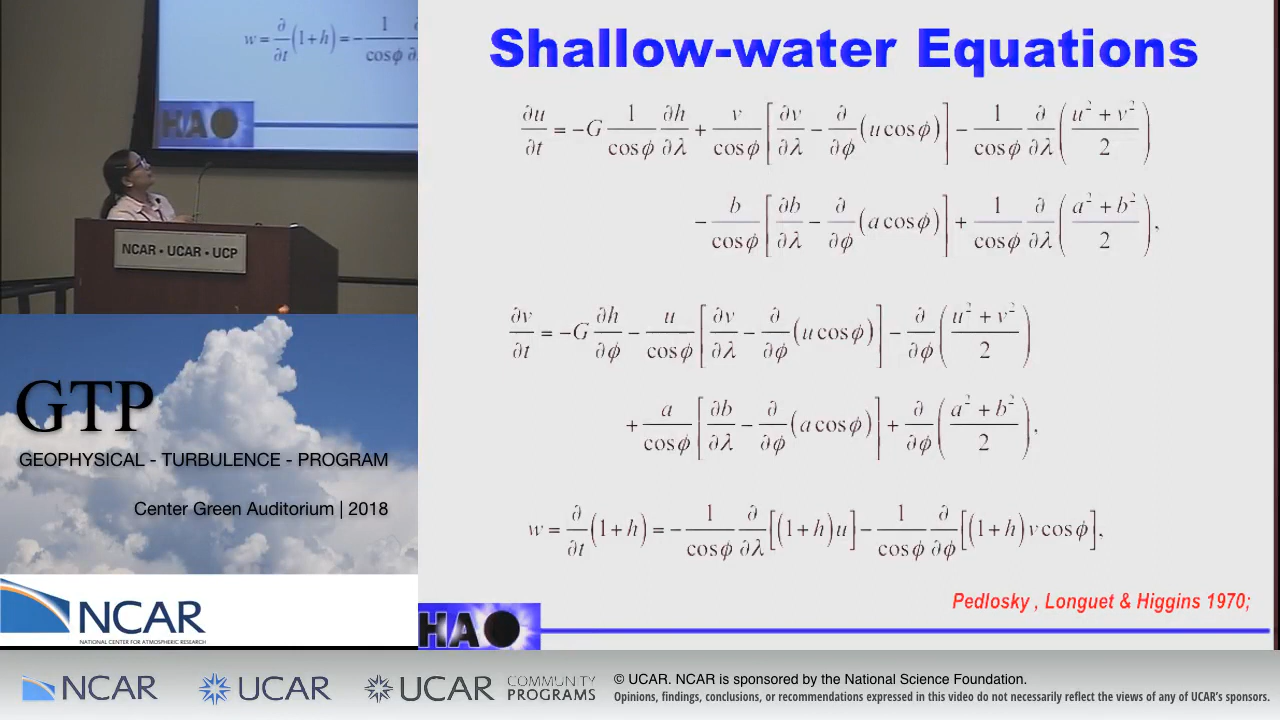 w = ∂/∂t (1+h) = − 1/cosϕ
HAO
NCAR • UCAR • UCP
GTP
GEOPHYSICAL - TURBULENCE - PROGRAM
Center Green Auditorium | 2018
NCAR
NATIONAL CENTER FOR ATMOSPHERIC RESEARCH
Shallow-water Equations
∂u/∂t = −G 1/cosϕ ∂h/∂λ + v/cosϕ [∂v/∂λ − ∂/∂ϕ (u cosϕ)] − 1/cosϕ ∂/∂λ ((u² + v²)/2)
− b/cosϕ [∂b/∂λ − ∂/∂ϕ (a cosϕ)] + 1/cosϕ ∂/∂λ ((a² + b²)/2),
∂v/∂t = −G ∂h/∂ϕ − u/cosϕ [∂v/∂λ − ∂/∂ϕ (u cosϕ)] − ∂/∂ϕ ((u² + v²)/2)
+ a/cosϕ [∂b/∂λ − ∂/∂ϕ (a cosϕ)] + ∂/∂ϕ ((a² + b²)/2),
w = ∂/∂t (1+h) = − 1/cosϕ ∂/∂λ [(1+h)u] − 1/cosϕ ∂/∂ϕ [(1+h) v cosϕ],
Pedlosky , Longuet & Higgins 1970;
HAO
NCAR UCAR UCAR COMMUNITY PROGRAMS
© UCAR. NCAR is sponsored by the National Science Foundation.
Opinions, findings, conclusions, or recommendations expressed in this video do not necessarily reflect the views of any of UCAR's sponsors.